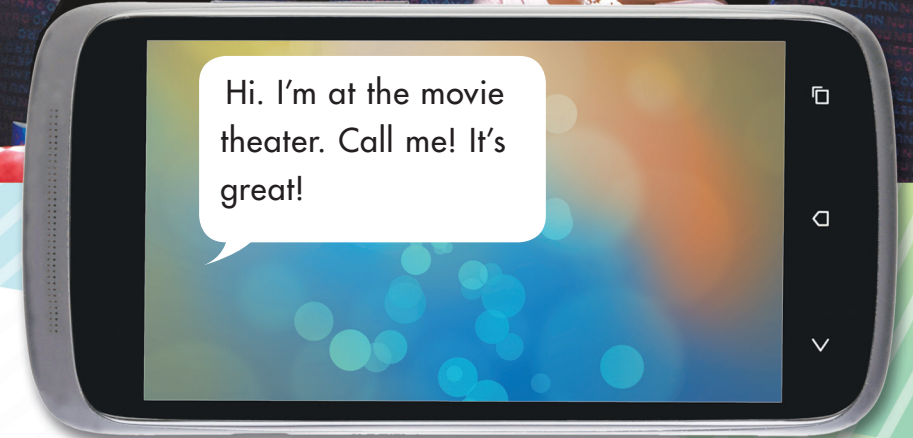 Hi. I'm at the movie
theater. Call me! It's
great!